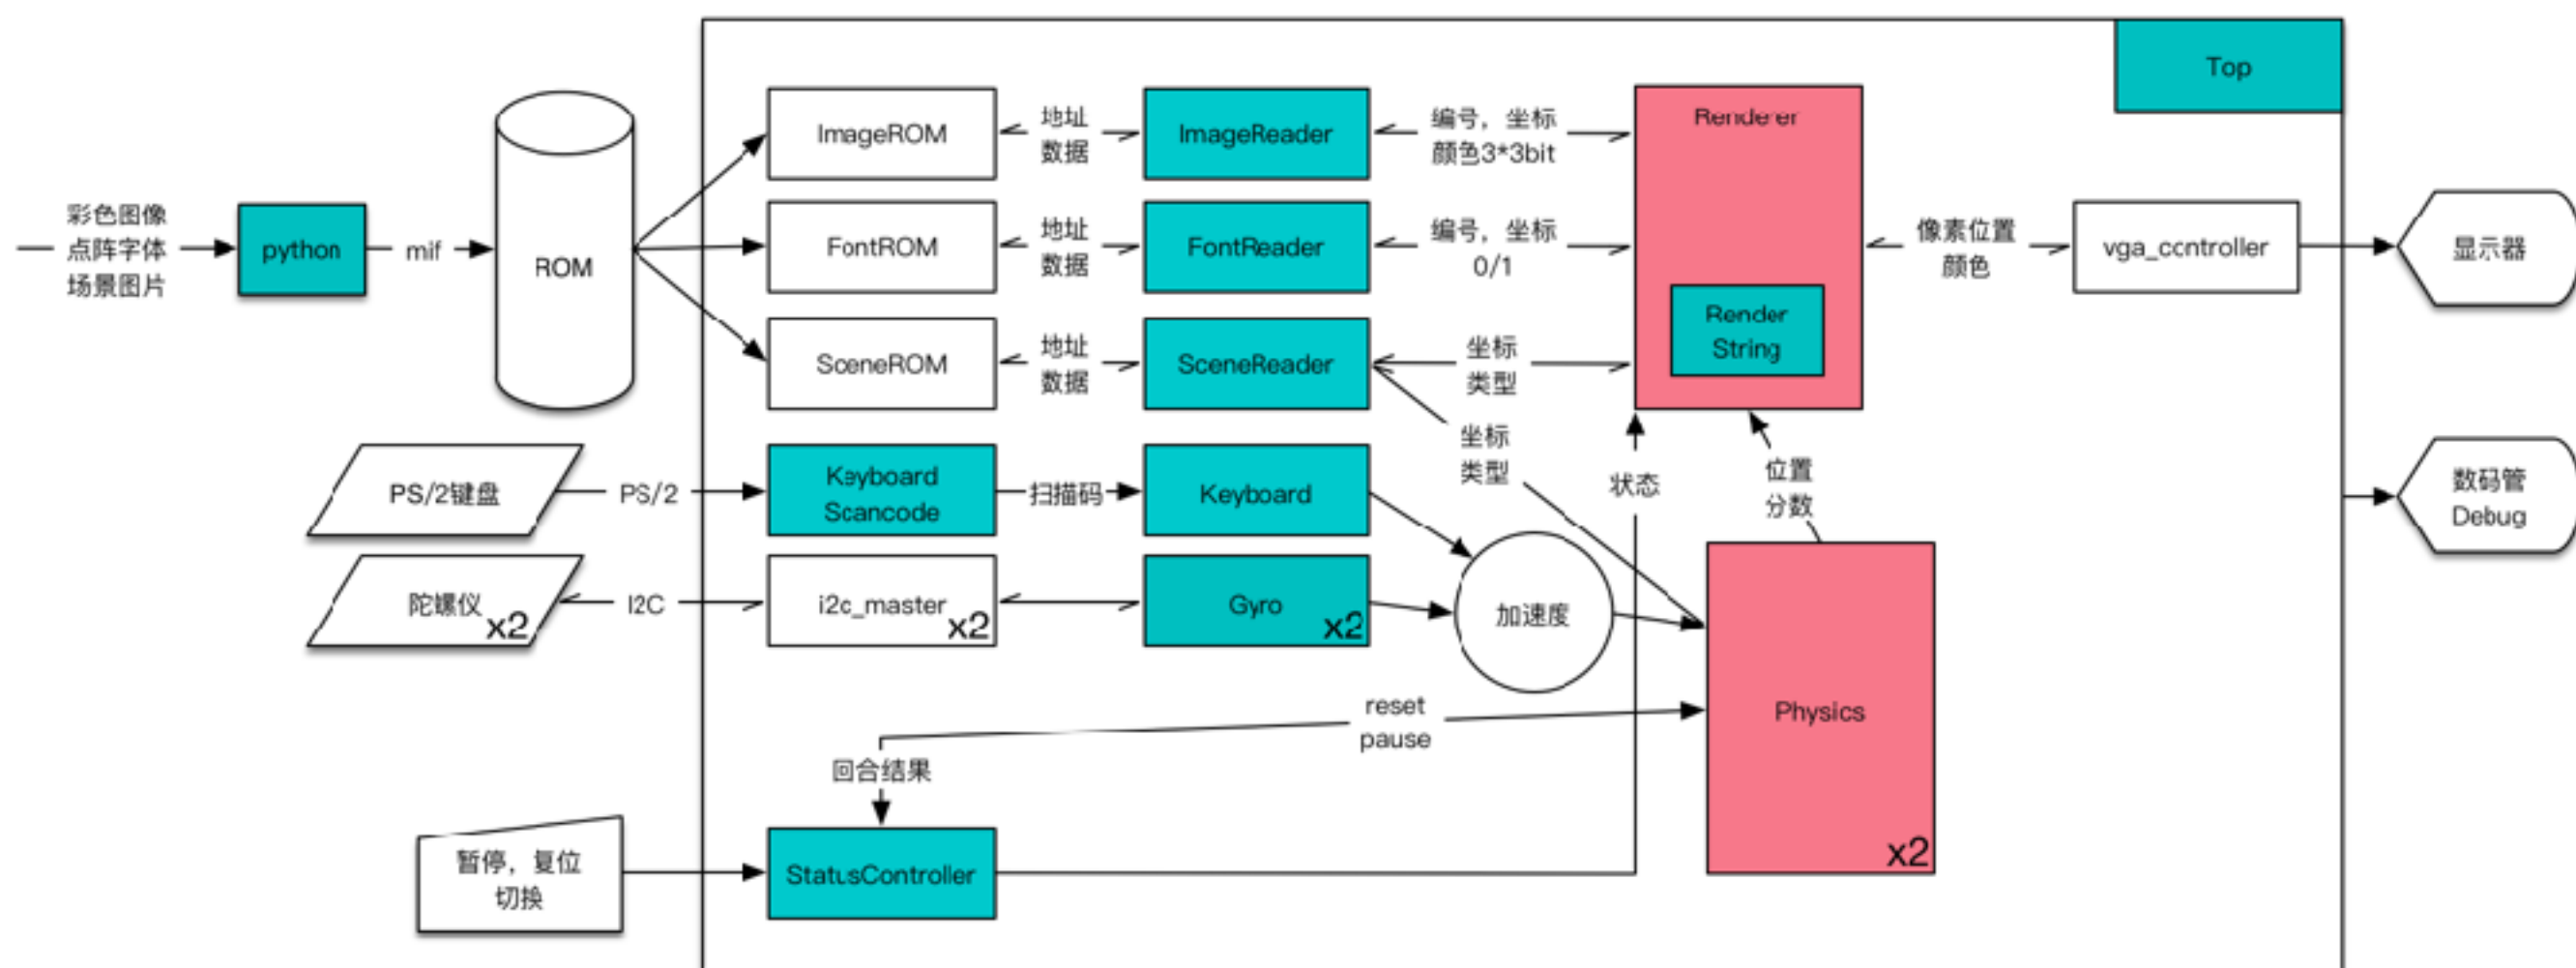 Top
彩色图像
点阵字体
场景图片
python
mif
ROM
ImageROM
地址
数据
ImageReader
编号，坐标
颜色3*3bit
Renderer
FontROM
地址
数据
FontReader
编号，坐标
0/1
像素位置
颜色
vga_controller
显示器
SceneROM
地址
数据
SceneReader
坐标
类型
Render
String
坐标
类型
PS/2键盘
PS/2
Keyboard
Scancode
扫描码
Keyboard
状态
位置
分数
数码管
Debug
陀螺仪
x2
I2C
i2c_master
x2
Gyro
x2
加速度
Physics
x2
reset
pause
回合结果
暂停，复位
切换
StatusController